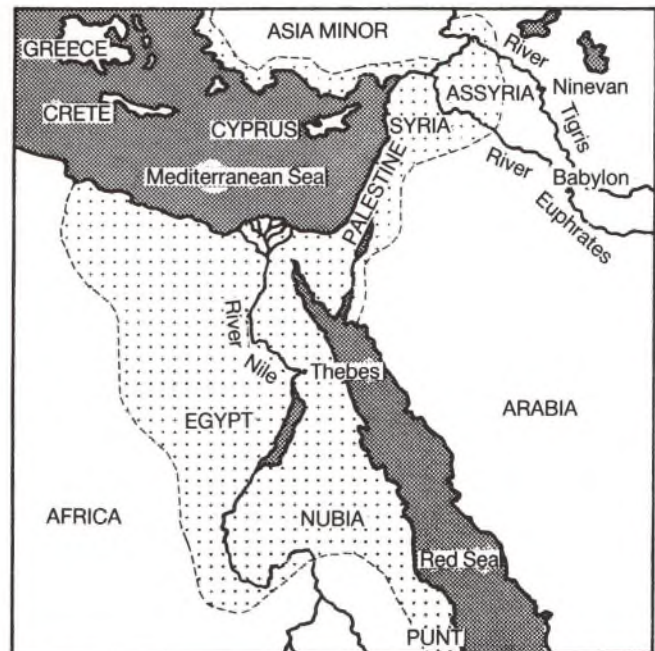 GREECE
ASIA MINOR
River
Ninevan
CRETE
CYPRUS
SYRIA
ASSYRIA
Tigris
Mediterranean Sea
PALESTINE
River
Babylon
Euphrates
River
Nile
Thebes
EGYPT
ARABIA
AFRICA
NUBIA
Red Sea
PUNT